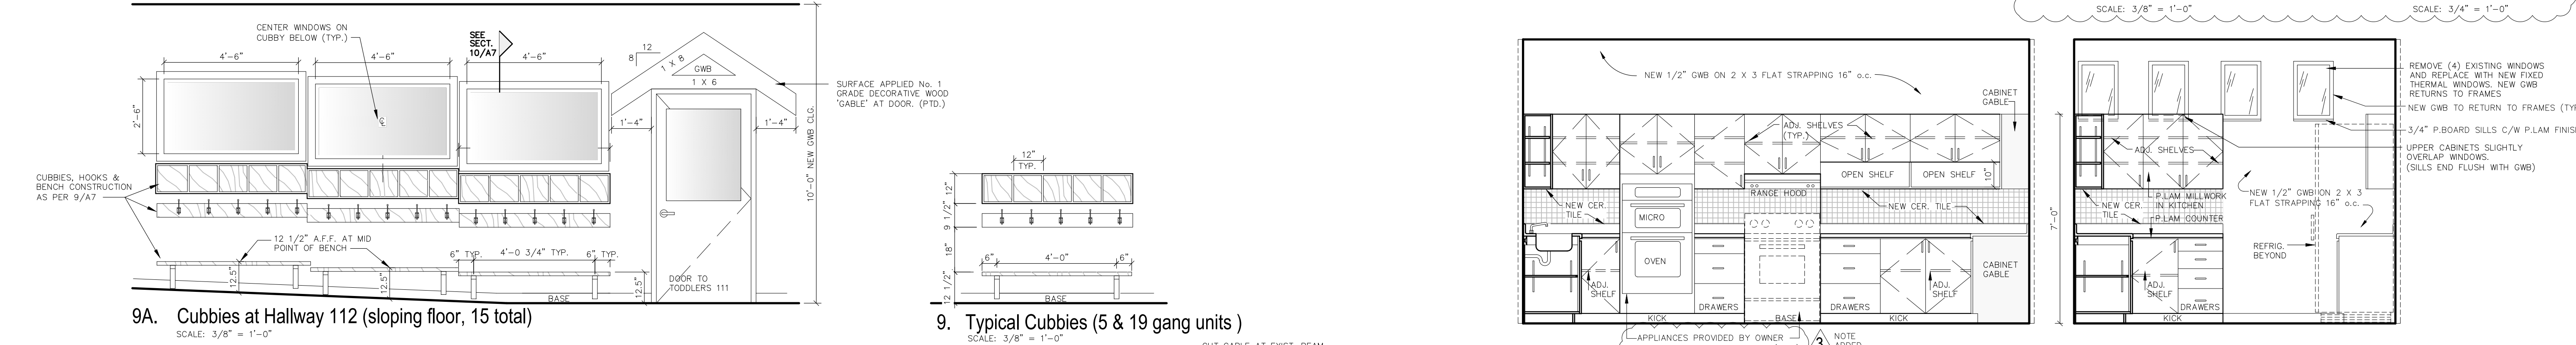 CENTER WINDOWS ON
CUBBY BELOW (TYP.)
4'-6"
4'-6"
4'-6"
SEE
SECT.
10/A7
12
8
1 X 8
GWB
1 X 6
SURFACE APPLIED No. 1
GRADE DECORATIVE WOOD
'GABLE' AT DOOR. (PTD.)
2'-6"
1'-4"
1'-4"
10'-0" NEW GWB CLG.
CUBBIES, HOOKS &
BENCH CONSTRUCTION
AS PER 9/A7
12 1/2" A.F.F. AT MID
POINT OF BENCH
6" TYP.
4'-0 3/4" TYP.
6" TYP.
12.5"
12.5"
12.5"
BASE
DOOR TO
TODDLERS 111
9A. Cubbies at Hallway 112 (sloping floor, 15 total)
SCALE: 3/8" = 1'-0"
12"
TYP.
12"
9 1/2"
9
18"
12 1/2"
6"
4'-0"
6"
BASE
9. Typical Cubbies (5 & 19 gang units )
SCALE: 3/8" = 1'-0"
CUT GABLE AT EXIST. BEAM
SCALE: 3/8" = 1'-0"
SCALE: 3/4" = 1'-0"
NEW 1/2" GWB ON 2 X 3 FLAT STRAPPING 16" o.c.
CABINET
GABLE
ADJ. SHELVES
(TYP.)
OPEN SHELF
OPEN SHELF
10"
RANGE HOOD
NEW CER.
TILE
NEW CER. TILE
MICRO
OVEN
ADJ.
SHELF
DRAWERS
DRAWERS
ADJ.
SHELF
CABINET
GABLE
KICK
BASE
KICK
APPLIANCES PROVIDED BY OWNER
3
NOTE
ADDED
REMOVE (4) EXISTING WINDOWS
AND REPLACE WITH NEW FIXED
THERMAL WINDOWS. NEW GWB
RETURNS TO FRAMES
NEW GWB TO RETURN TO FRAMES (TYP
3/4" P.BOARD SILLS C/W P.LAM FINISH
UPPER CABINETS SLIGHTLY
OVERLAP WINDOWS.
(SILLS END FLUSH WITH GWB)
7'-0"
ADJ. SHELVES
P.LAM MILLWORK
IN KITCHEN
NEW CER.
TILE
P.LAM COUNTER
NEW 1/2" GWB ON 2 X 3
FLAT STRAPPING 16" o.c.
REFRIG.
BEYOND
ADJ.
SHELF
DRAWERS
KICK